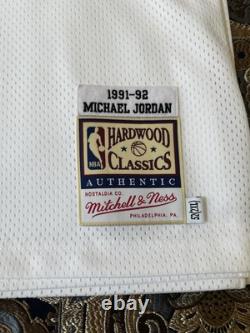 1991-92
MICHAEL JORDAN
NBA
HARDWOOD
CLASSICS
AUTHENTIC
NOSTALGIA CO.
Mitchell & Ness
PHILADELPHIA, PA.